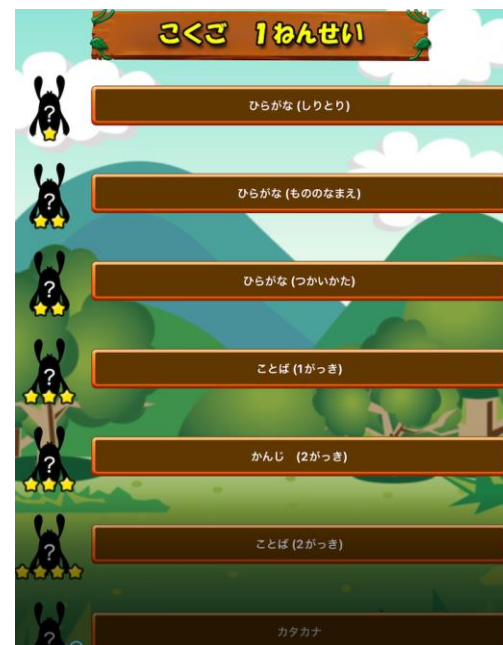 こくご　1ねんせい
?
ひらがな (しりとり)
?
ひらがな (もののなまえ)
?
ひらがな (つかいかた)
?
ことば (1がっき)
?
かんじ　(2がっき)
?
ことば (2がっき)
?
カタカナ